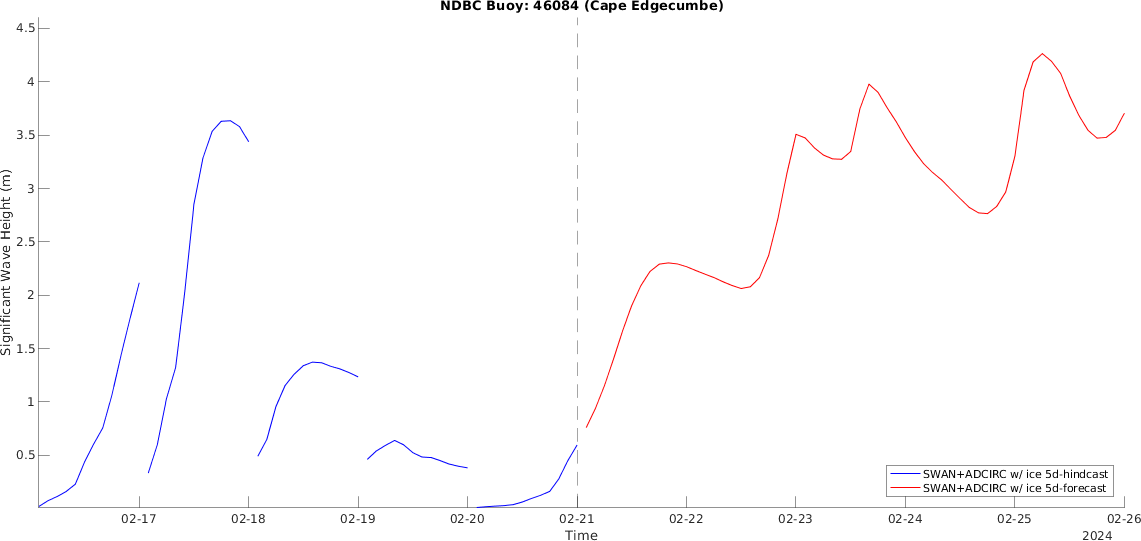 NDBC Buoy: 46084 (Cape Edgecumbe)
4.5
4
3.5
3
2.5
2
1.5
1
0.5
Significant Wave Height (m)
SWAN+ADCIRC w/ ice 5d-hindcast
SWAN+ADCIRC w/ ice 5d-forecast
02-17 02-18 02-19 02-20 02-21 02-22 02-23 02-24 02-25 02-26
Time
2024